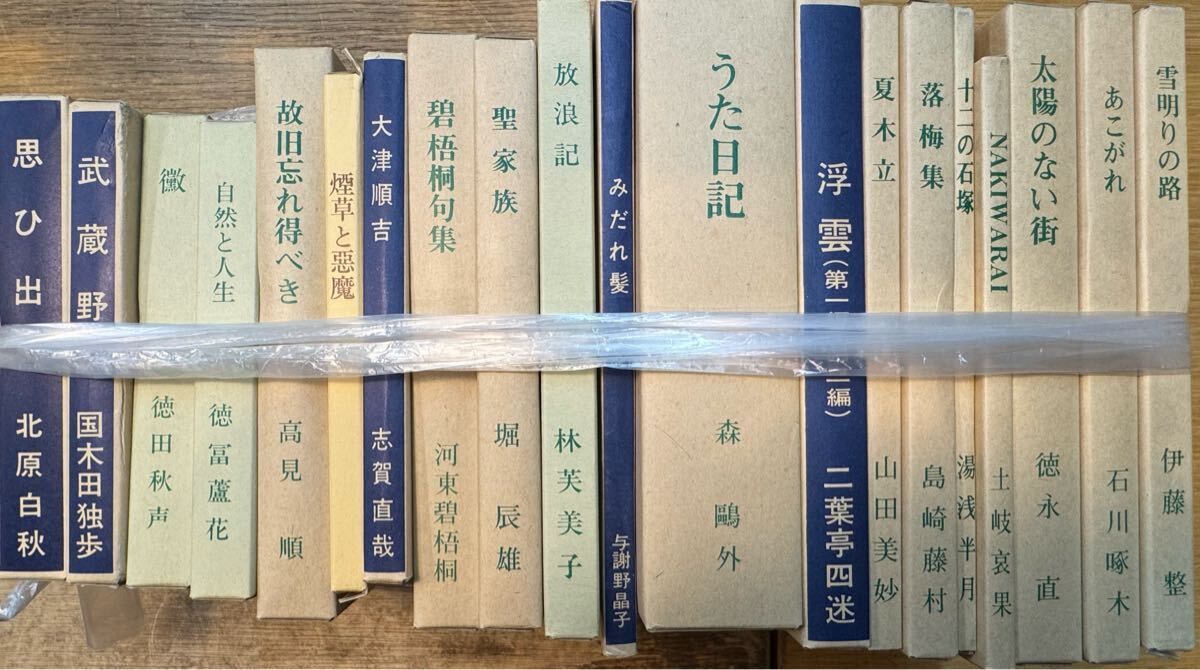 思ひ出
北原白秋
武蔵野
国木田独歩
黴
徳田秋声
自然と人生
徳冨蘆花
故旧忘れ得べき
高見 順
煙草と悪魔
大津順吉
志賀直哉
碧梧桐句集
河東碧梧桐
聖家族
堀辰雄
放浪記
林芙美子
みだれ髪
与謝野晶子
うた日記
森鷗外
浮雲(第一
二編)
二葉亭四迷
夏木立
山田美妙
落梅集
島崎藤村
十二の石塚
湯浅半月
NAKIWARAI
土岐哀果
太陽のない街
徳永 直
あこがれ
石川啄木
雪明りの路
伊藤 整